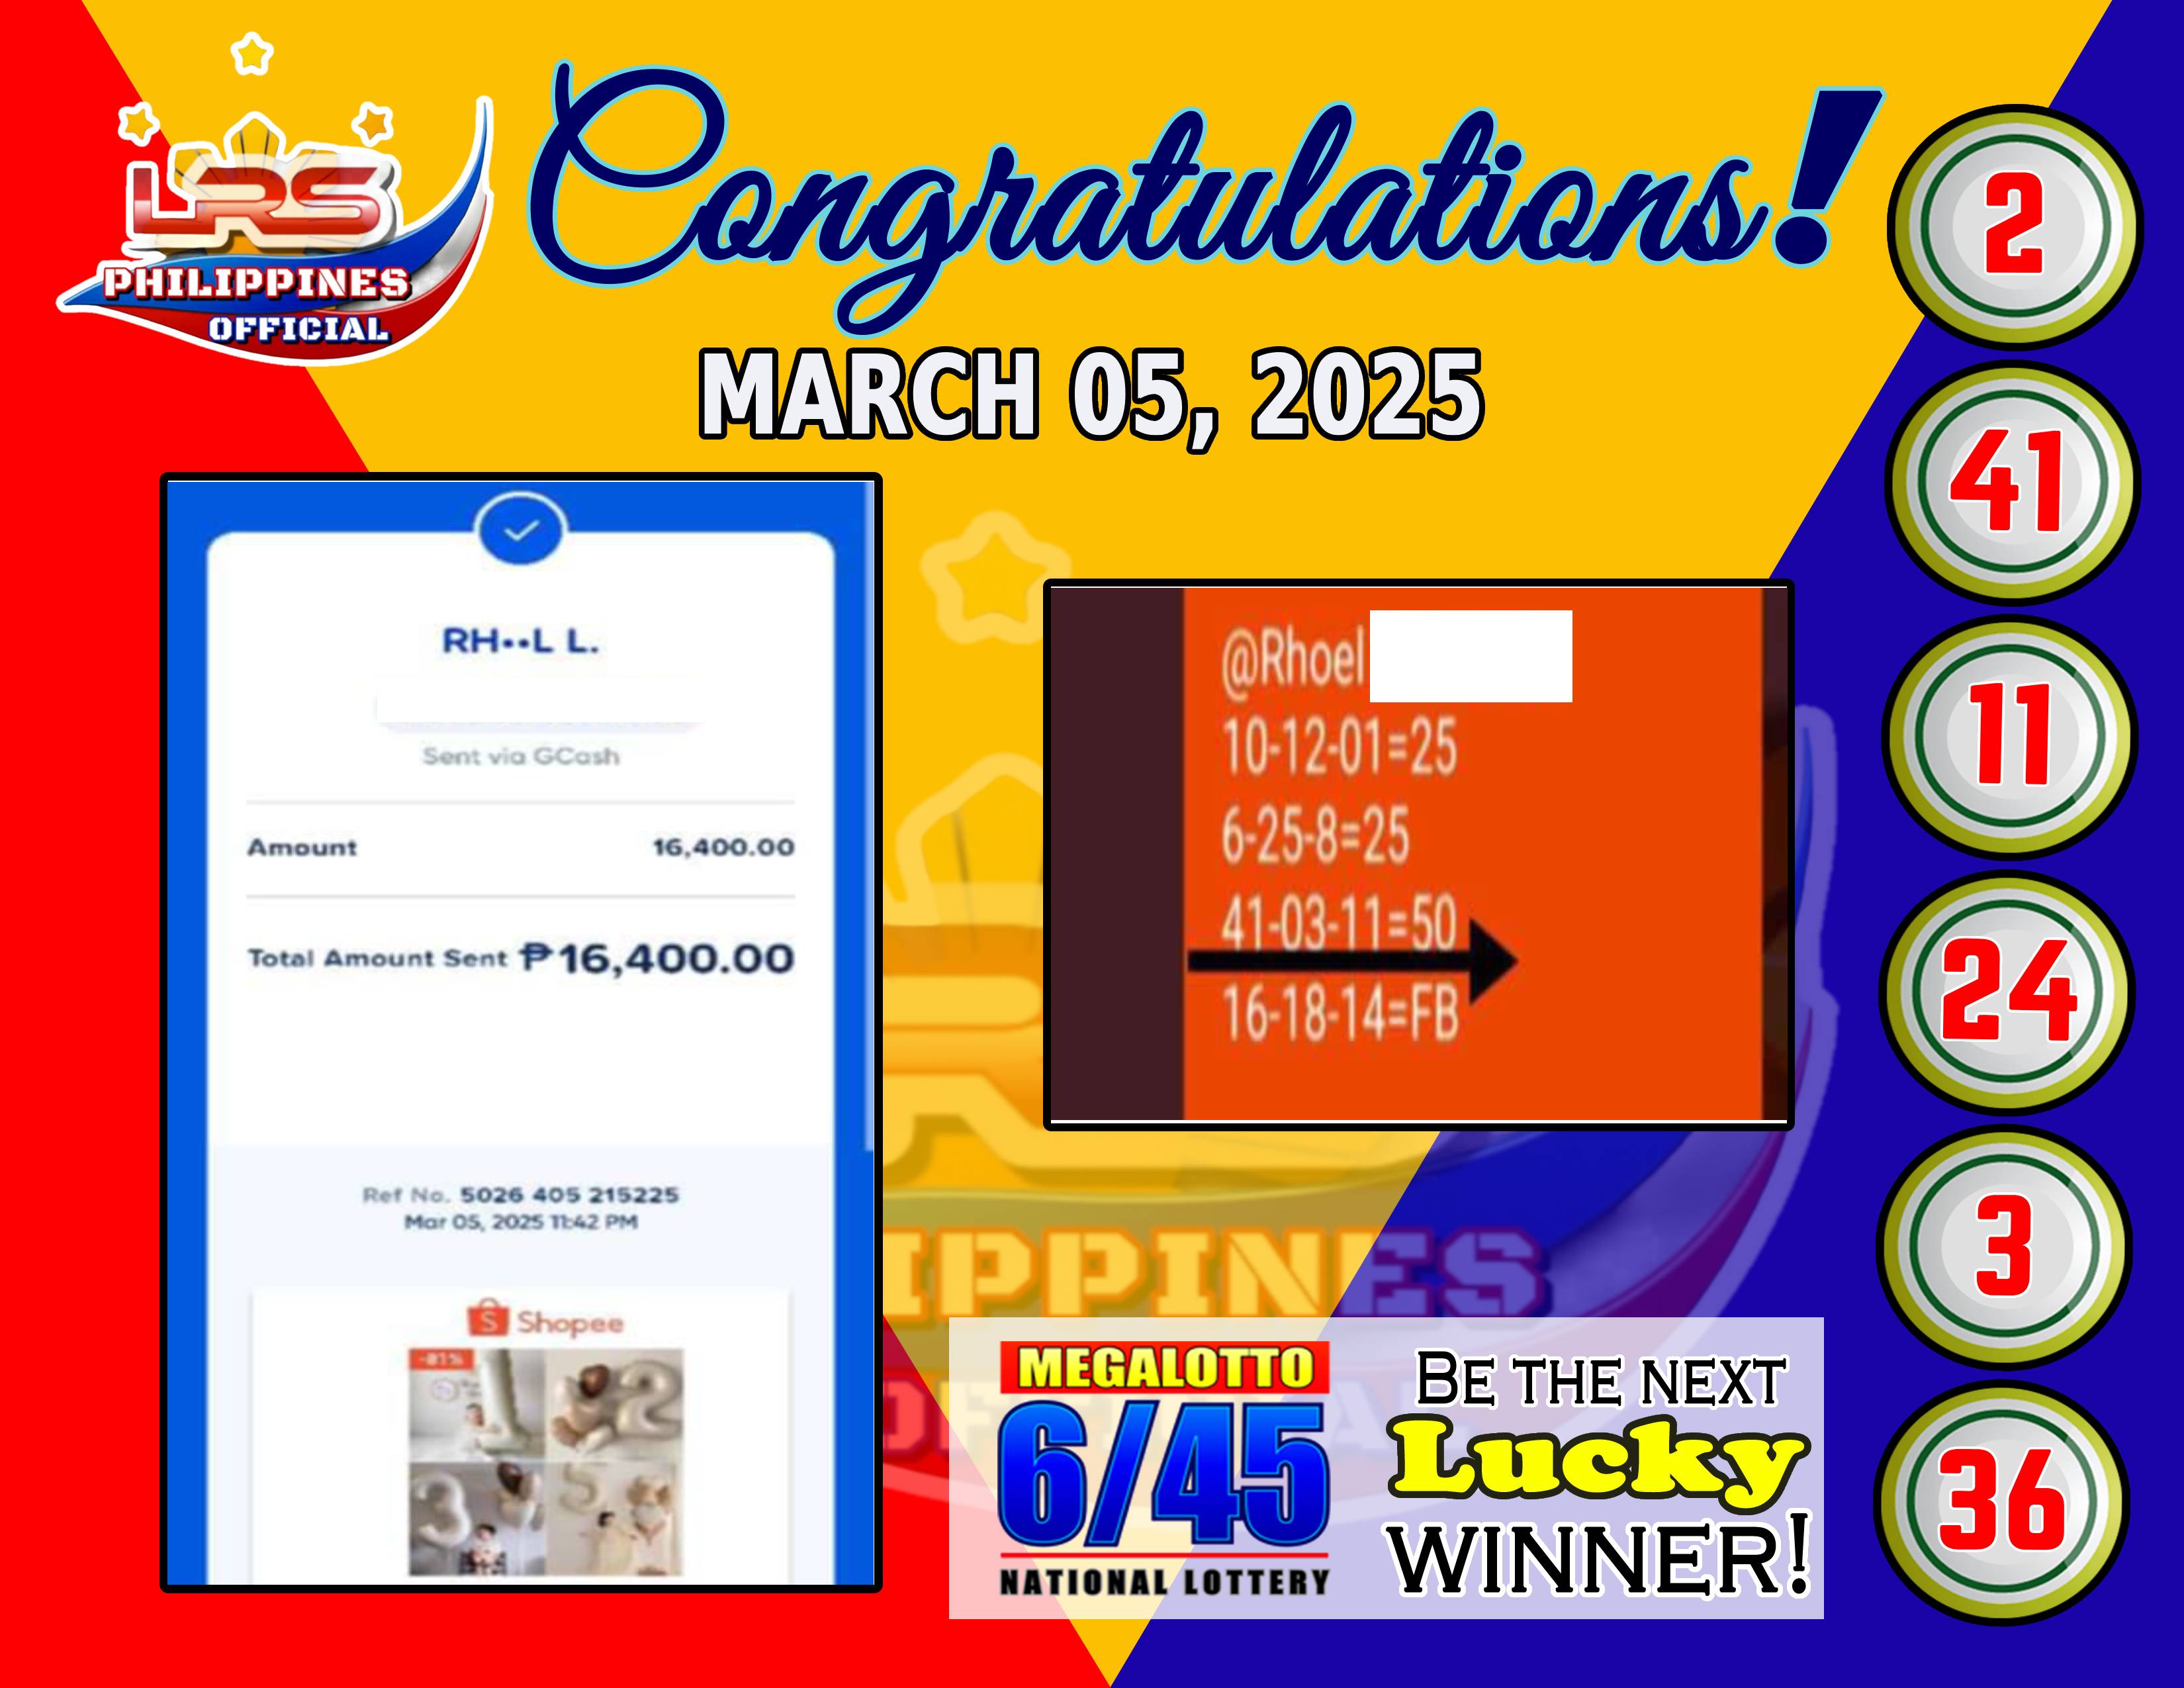 LRS
PHILIPPINES
OFFICIAL
Congratulations!
MARCH 05, 2025
RH••L L.
Sent via GCash
Amount 16,400.00
Total Amount Sent ₱16,400.00
Ref No. 5026 405 215225
Mar 05, 2025 11:42 PM
Shopee
-81%
@Rhoel
10-12-01=25
6-25-8=25
41-03-11=50
16-18-14=FB
IPPINES
MEGALOTTO
6/45
NATIONAL LOTTERY
BE THE NEXT
Lucky
WINNER!
2
41
11
24
3
36